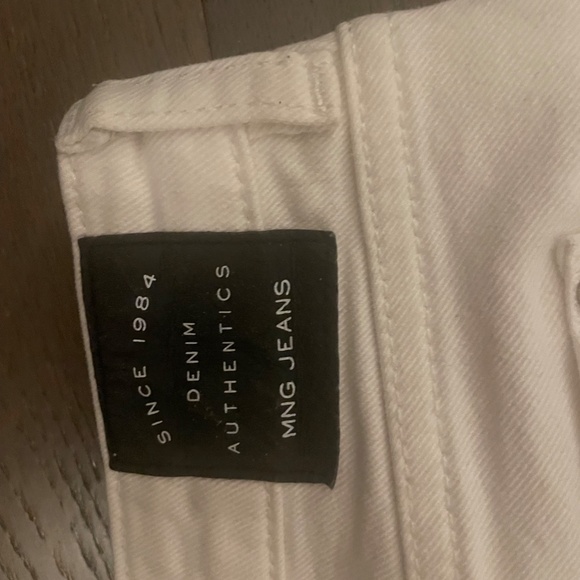 SINCE 1984
DENIM
AUTHENTICS
MNG JEANS